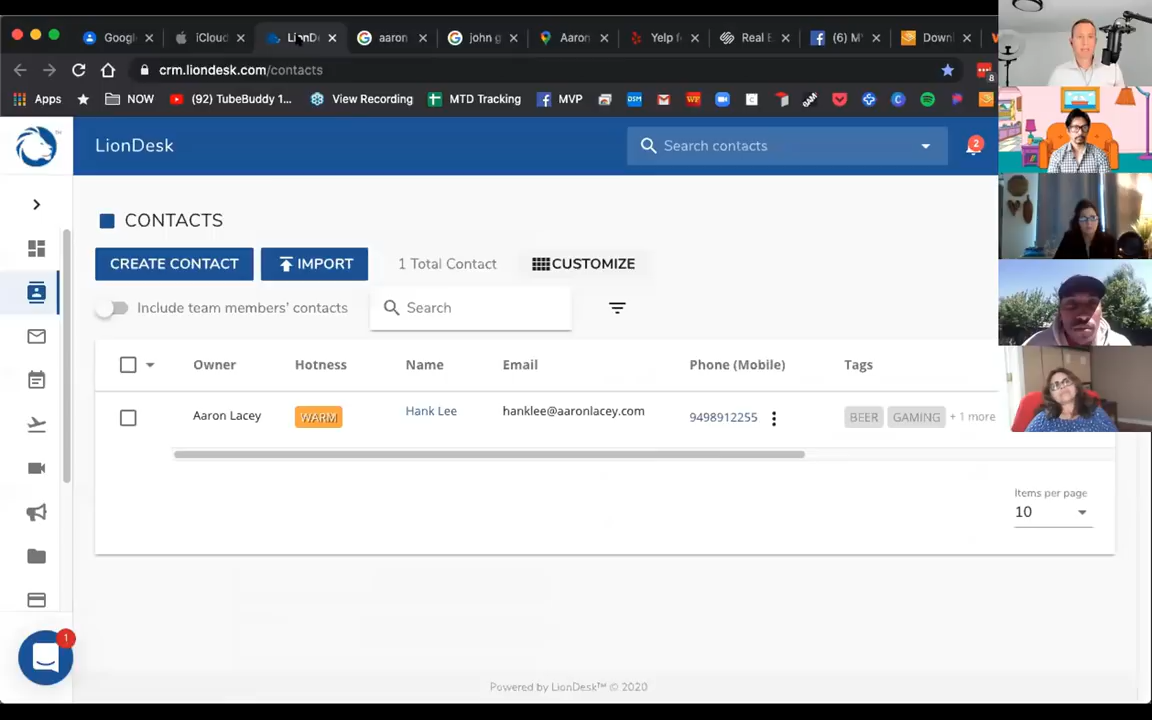 Googl
iCloud
LionD
aaron
john g
Aaron
Yelp f
Real E
(6) M
Downl
crm.liondesk.com/contacts
Apps
NOW
(92) TubeBuddy 1...
View Recording
MTD Tracking
MVP
LionDesk
Search contacts
2
CONTACTS
CREATE CONTACT
IMPORT
1 Total Contact
CUSTOMIZE
Include team members' contacts
Search
Owner
Hotness
Name
Email
Phone (Mobile)
Tags
Aaron Lacey
WARM
Hank Lee
hanklee@aaronlacey.com
9498912255
BEER
GAMING
+ 1 more
Items per page
10
1
Powered by LionDesk™ © 2020